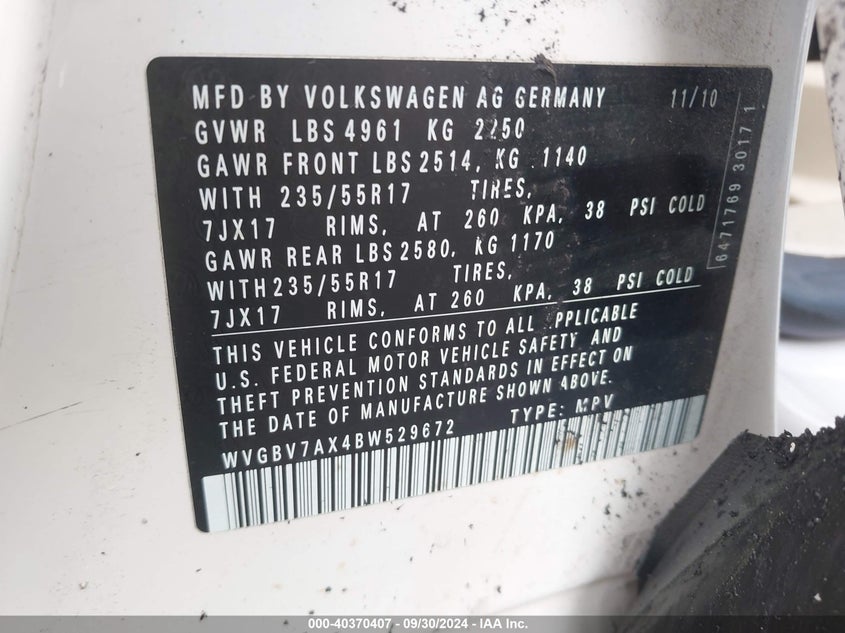 MFD BY VOLKSWAGEN AG GERMANY 11/10
GVWR LBS 4961 KG 2250
GAWR FRONT LBS 2514, KG 1140
WITH 235/55R17 TIRES,
7JX17 RIMS, AT 260 KPA, 38 PSI COLD
GAWR REAR LBS 2580, KG 1170
WITH 235/55R17 TIRES,
7JX17 RIMS, AT 260 KPA, 38 PSI COLD
THIS VEHICLE CONFORMS TO ALL APPLICABLE
U.S. FEDERAL MOTOR VEHICLE SAFETY AND
THEFT PREVENTION STANDARDS IN EFFECT ON
THE DATE OF MANUFACTURE SHOWN ABOVE.
WVGBV7AX4BW529672 TYPE: MPV
6471769 3017 1
000-40370407 - 09/30/2024 - IAA Inc.